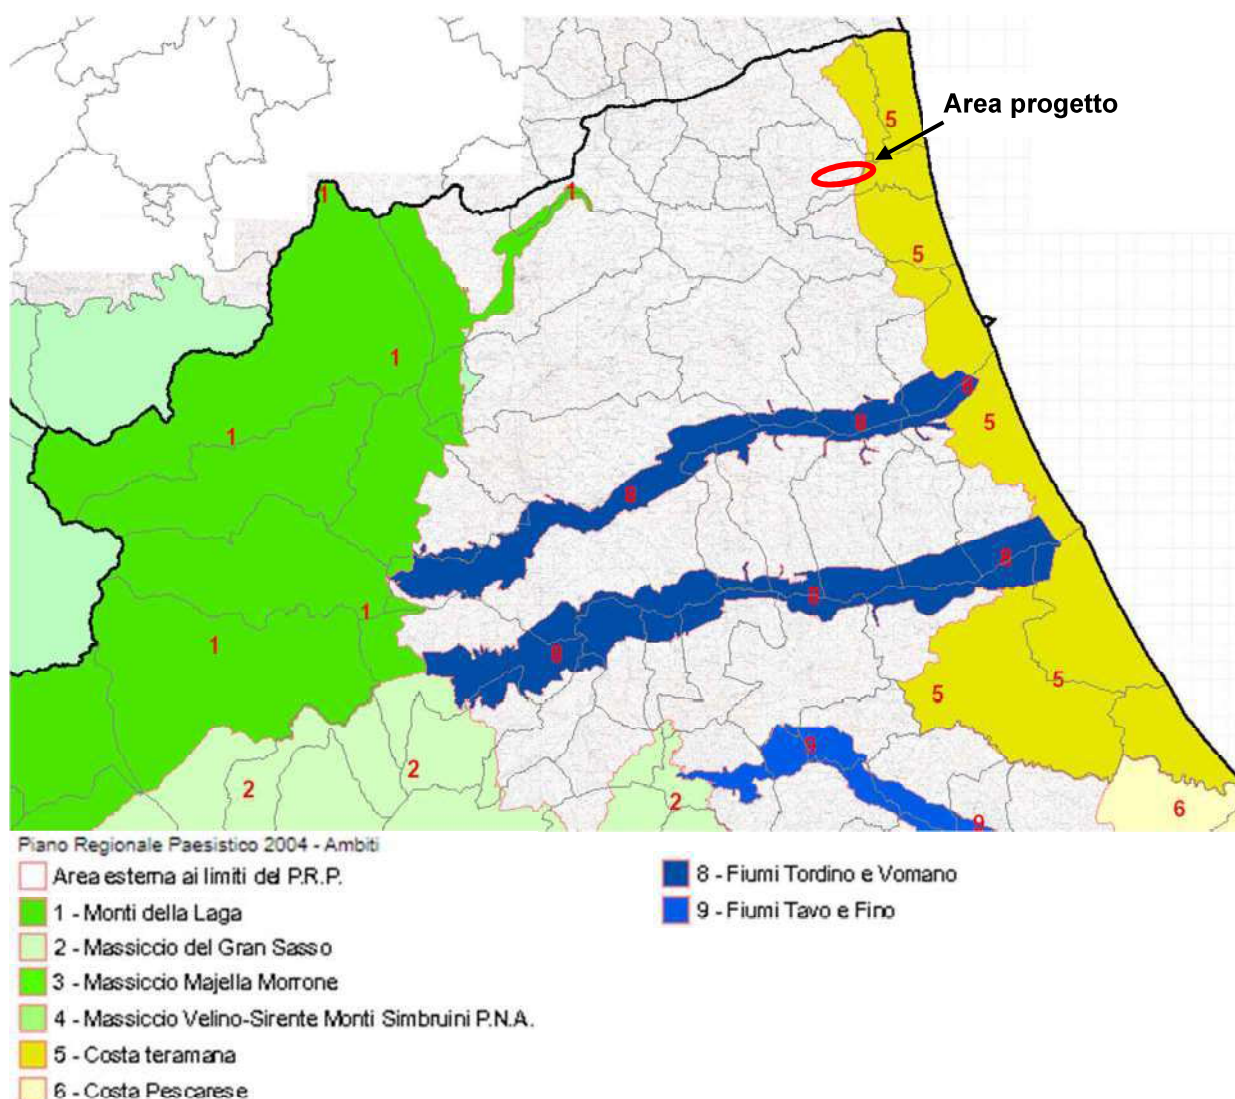 Area progetto
5
1
1
5
1
8
5
8
1
8
8
8
1
1
8
5
5
9
2
2
2
6
9
Piano Regionale Paesistico 2004 - Ambiti
Area esterna ai limiti del P.R.P.
1 - Monti della Laga
2 - Massiccio del Gran Sasso
3 - Massiccio Majella Morrone
4 - Massiccio Velino-Sirente Monti Simbruini P.N.A.
5 - Costa teramana
6 - Costa Pescarese
8 - Fiumi Tordino e Vomano
9 - Fiumi Tavo e Fino